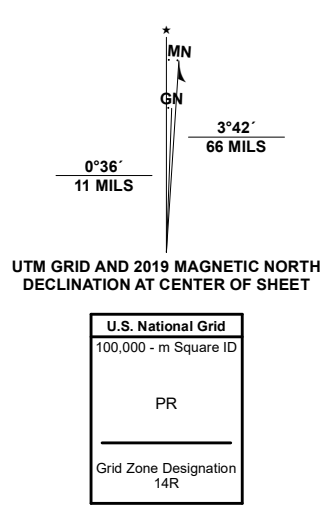 ★
MN
GN
3°42´
66 MILS
0°36´
11 MILS
UTM GRID AND 2019 MAGNETIC NORTH
DECLINATION AT CENTER OF SHEET
U.S. National Grid
100,000 - m Square ID
PR
Grid Zone Designation
14R